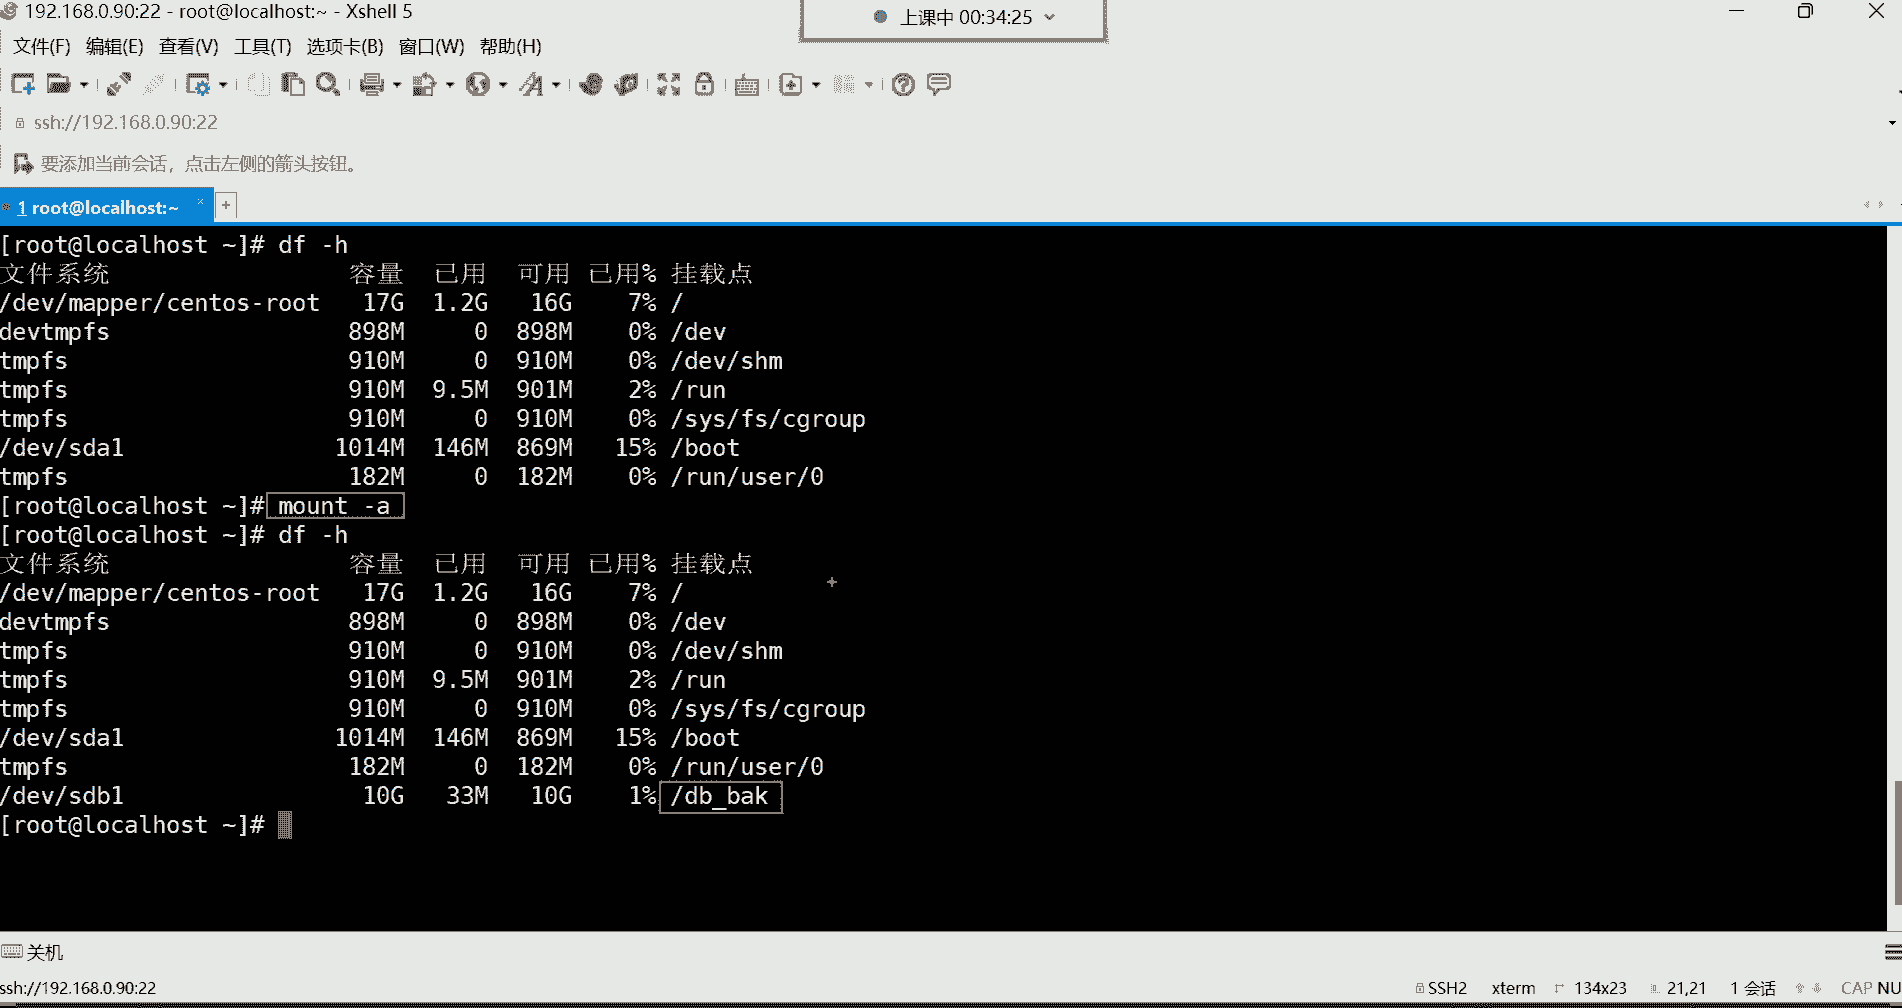 192.168.0.90:22 - root@localhost:~ - Xshell 5
上课中 00:34:25
文件(F) 编辑(E) 查看(V) 工具(T) 选项卡(B) 窗口(W) 帮助(H)
ssh://192.168.0.90:22
要添加当前会话，点击左侧的箭头按钮。
1 root@localhost:~ × +
[root@localhost ~]# df -h
文件系统 容量 已用 可用 已用% 挂载点
/dev/mapper/centos-root 17G 1.2G 16G 7% /
devtmpfs 898M 0 898M 0% /dev
tmpfs 910M 0 910M 0% /dev/shm
tmpfs 910M 9.5M 901M 2% /run
tmpfs 910M 0 910M 0% /sys/fs/cgroup
/dev/sda1 1014M 146M 869M 15% /boot
tmpfs 182M 0 182M 0% /run/user/0
[root@localhost ~]# mount -a
[root@localhost ~]# df -h
文件系统 容量 已用 可用 已用% 挂载点
/dev/mapper/centos-root 17G 1.2G 16G 7% /
devtmpfs 898M 0 898M 0% /dev
tmpfs 910M 0 910M 0% /dev/shm
tmpfs 910M 9.5M 901M 2% /run
tmpfs 910M 0 910M 0% /sys/fs/cgroup
/dev/sda1 1014M 146M 869M 15% /boot
tmpfs 182M 0 182M 0% /run/user/0
/dev/sdb1 10G 33M 10G 1% /db_bak
[root@localhost ~]#
关机
ssh://192.168.0.90:22 SSH2 xterm 134x23 21,21 1 会话 CAP NU